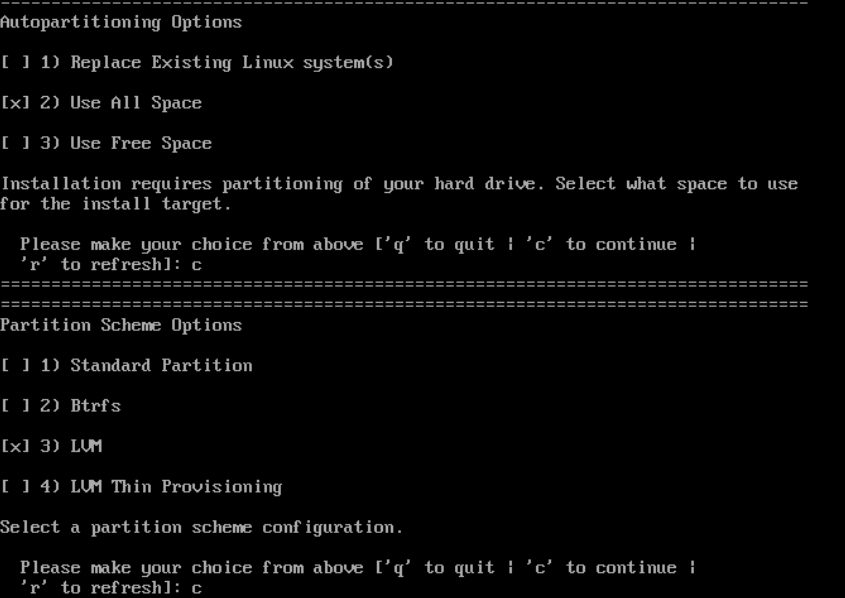 --------------------------------------------------------------------------------
Autopartitioning Options
[ ] 1) Replace Existing Linux system(s)
[x] 2) Use All Space
[ ] 3) Use Free Space
Installation requires partitioning of your hard drive. Select what space to use
for the install target.
Please make your choice from above ['q' to quit | 'c' to continue |
'r' to refresh]: c
================================================================================
================================================================================
Partition Scheme Options
[ ] 1) Standard Partition
[ ] 2) Btrfs
[x] 3) LVM
[ ] 4) LVM Thin Provisioning
Select a partition scheme configuration.
Please make your choice from above ['q' to quit | 'c' to continue |
'r' to refresh]: c